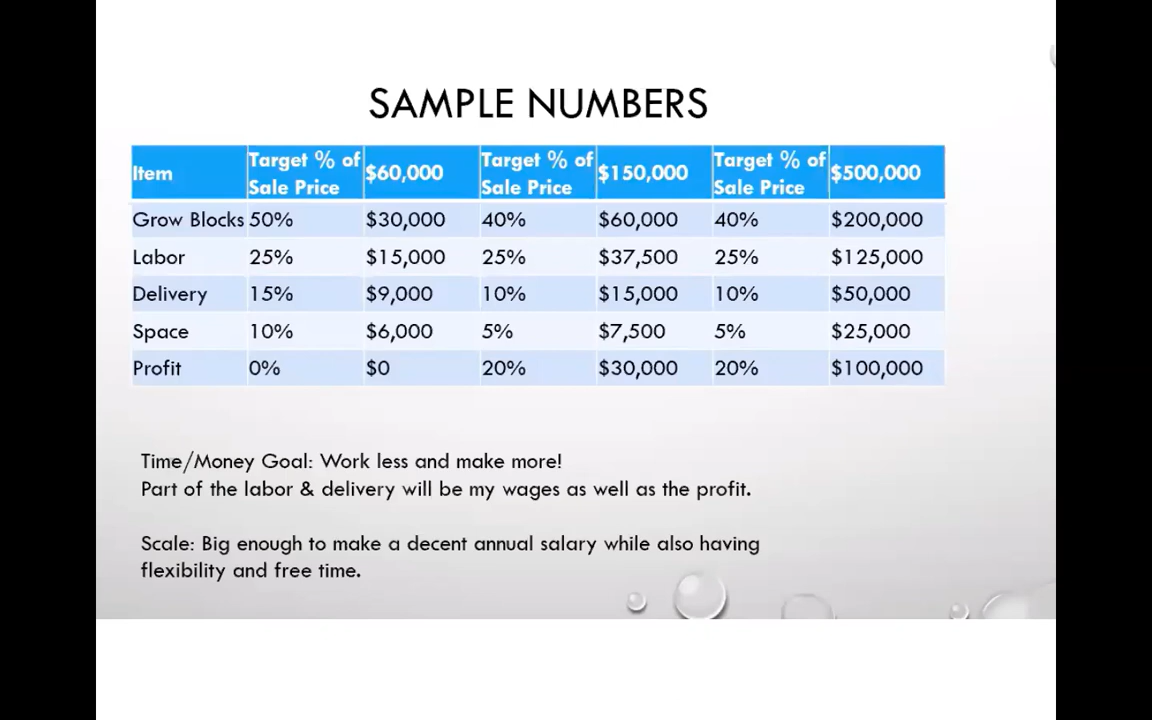 SAMPLE NUMBERS
Item Target % of Sale Price $60,000 Target % of Sale Price $150,000 Target % of Sale Price $500,000
Grow Blocks 50% $30,000 40% $60,000 40% $200,000
Labor 25% $15,000 25% $37,500 25% $125,000
Delivery 15% $9,000 10% $15,000 10% $50,000
Space 10% $6,000 5% $7,500 5% $25,000
Profit 0% $0 20% $30,000 20% $100,000
Time/Money Goal: Work less and make more!
Part of the labor & delivery will be my wages as well as the profit.
Scale: Big enough to make a decent annual salary while also having
flexibility and free time.